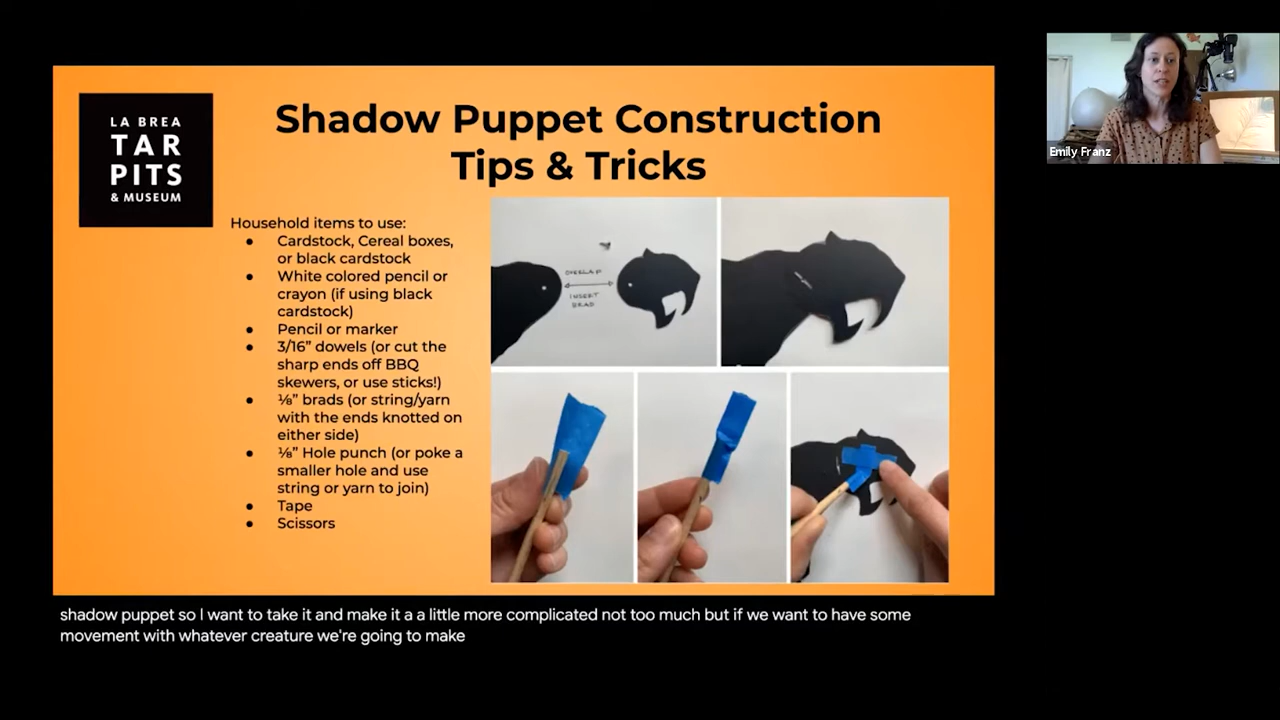 LA BREA
TAR
PITS
& MUSEUM
Shadow Puppet Construction
Tips & Tricks
Household items to use:
● Cardstock, Cereal boxes,
or black cardstock
● White colored pencil or
crayon (if using black
cardstock)
● Pencil or marker
● 3/16” dowels (or cut the
sharp ends off BBQ
skewers, or use sticks!)
● ⅛” brads (or string/yarn
with the ends knotted on
either side)
● ⅛” Hole punch (or poke a
smaller hole and use
string or yarn to join)
● Tape
● Scissors
OVERLAP
INSERT
BRAD
Emily Franz
shadow puppet so I want to take it and make it a a little more complicated not too much but if we want to have some
movement with whatever creature we're going to make